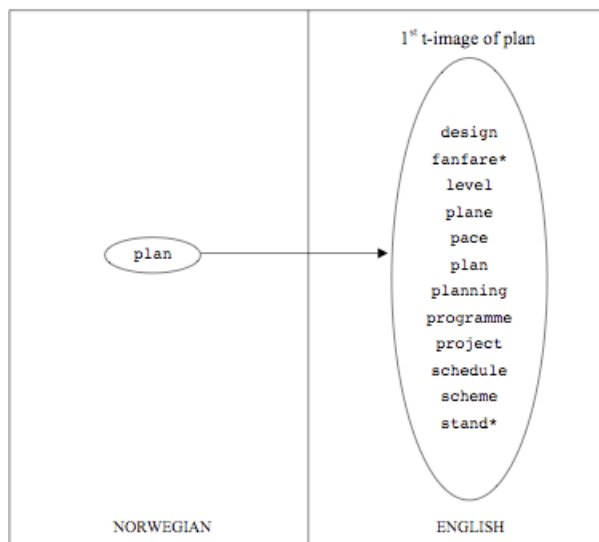 1st t-image of plan
design
fanfare*
level
plane
pace
plan
plan
planning
programme
project
schedule
scheme
stand*
NORWEGIAN
ENGLISH